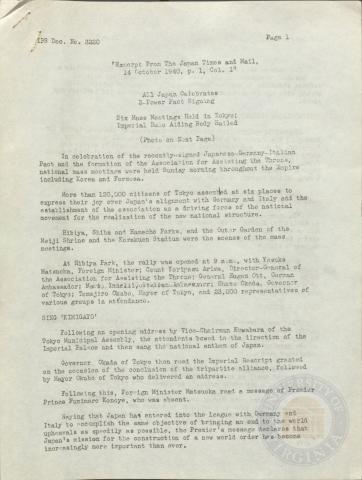 IPS Doc. No. 3220 Page 1
"Excerpt From The Japan Times and Mail,
14 October 1940, p. 1, Col. 1"
All Japan Celebrates
3-Power Pact Signing
Six Mass Meetings Held in Tokyo;
Imperial Rule Aiding Body Hailed
(Photo on Next Page)
In celebration of the recently-signed Japanese-German-Italian
Pact and the formation of the Association for Assisting the Throne,
national mass meetings were held Sunday morning throughout the Empire
including Korea and Formosa.
More than 120,000 citizens of Tokyo assembled at six places to
express their joy over Japan's alignment with Germany and Italy and the
establishment of the association as a driving force of the national
movement for the realization of the new national structure.
Hibiya, Shiba and Kamecho Parks, and the Outer Garden of the
Meiji Shrine and the Korakuen Stadium were the scenes of the mass
meetings.
At Hibiya Park, the rally was opened at 9 a.m., with Yosuke
Matsuoka, Foreign Minister; Count Yoriyasu Arima, Director-General of
the Association for Assisting the Throne; General Eugen Ott, German
Ambassador; Mario Indelli, Italian Ambassador; Shuzo Okada, Governor
of Tokyo; Tomejiro Okubo, Mayor of Tokyo, and 23,000 representatives of
various groups in attendance.
SING 'KIMIGAYO'
Following an opening address by Vice-Chairman Kuwabara of the
Tokyo Municipal Assembly, the attendants bowed in the direction of the
Imperial Palace and then sang the national anthem of Japan.
Governor Okada of Tokyo then read the Imperial Rescript granted
on the occasion of the conclusion of the tripartite alliance, followed
by Mayor Okubo of Tokyo who delivered an address.
Following this, Foreign Minister Matsuoka read a message of Premier
Prince Fumimaro Konoye, who was absent.
Saying that Japan has entered into the league with Germany and
Italy to accomplish the same objective of bringing an end to the world
upheavals as speedily as possible, the Premier's message declares that
Japan's mission for the construction of a new world order has become
increasingly more important than ever.
VIRGINIA